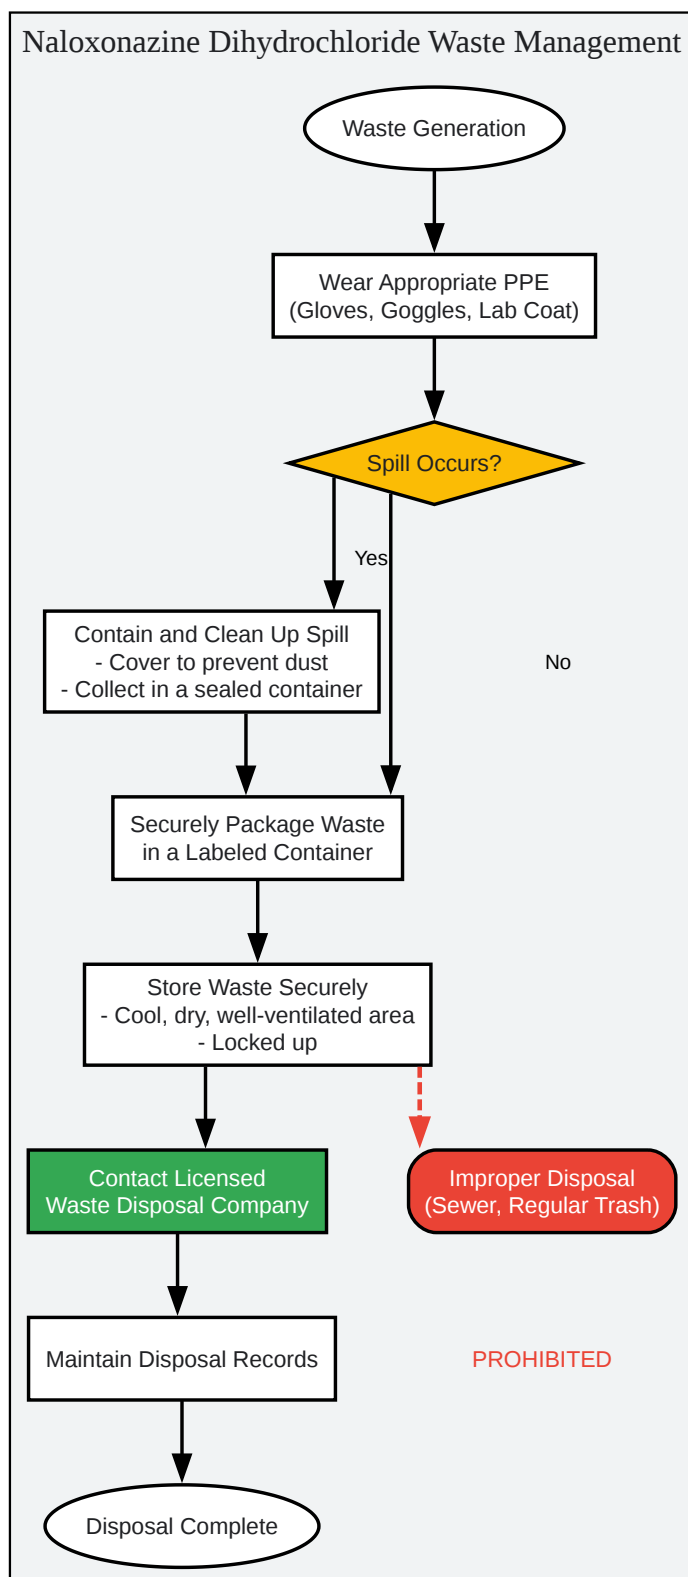 Naloxonazine Dihydrochloride Waste Management
Waste Generation
Wear Appropriate PPE
(Gloves, Goggles, Lab Coat)
Spill Occurs?
Yes
Contain and Clean Up Spill
- Cover to prevent dust
- Collect in a sealed container
No
Securely Package Waste
in a Labeled Container
Store Waste Securely
- Cool, dry, well-ventilated area
- Locked up
Contact Licensed
Waste Disposal Company
Improper Disposal
(Sewer, Regular Trash)
Maintain Disposal Records
PROHIBITED
Disposal Complete